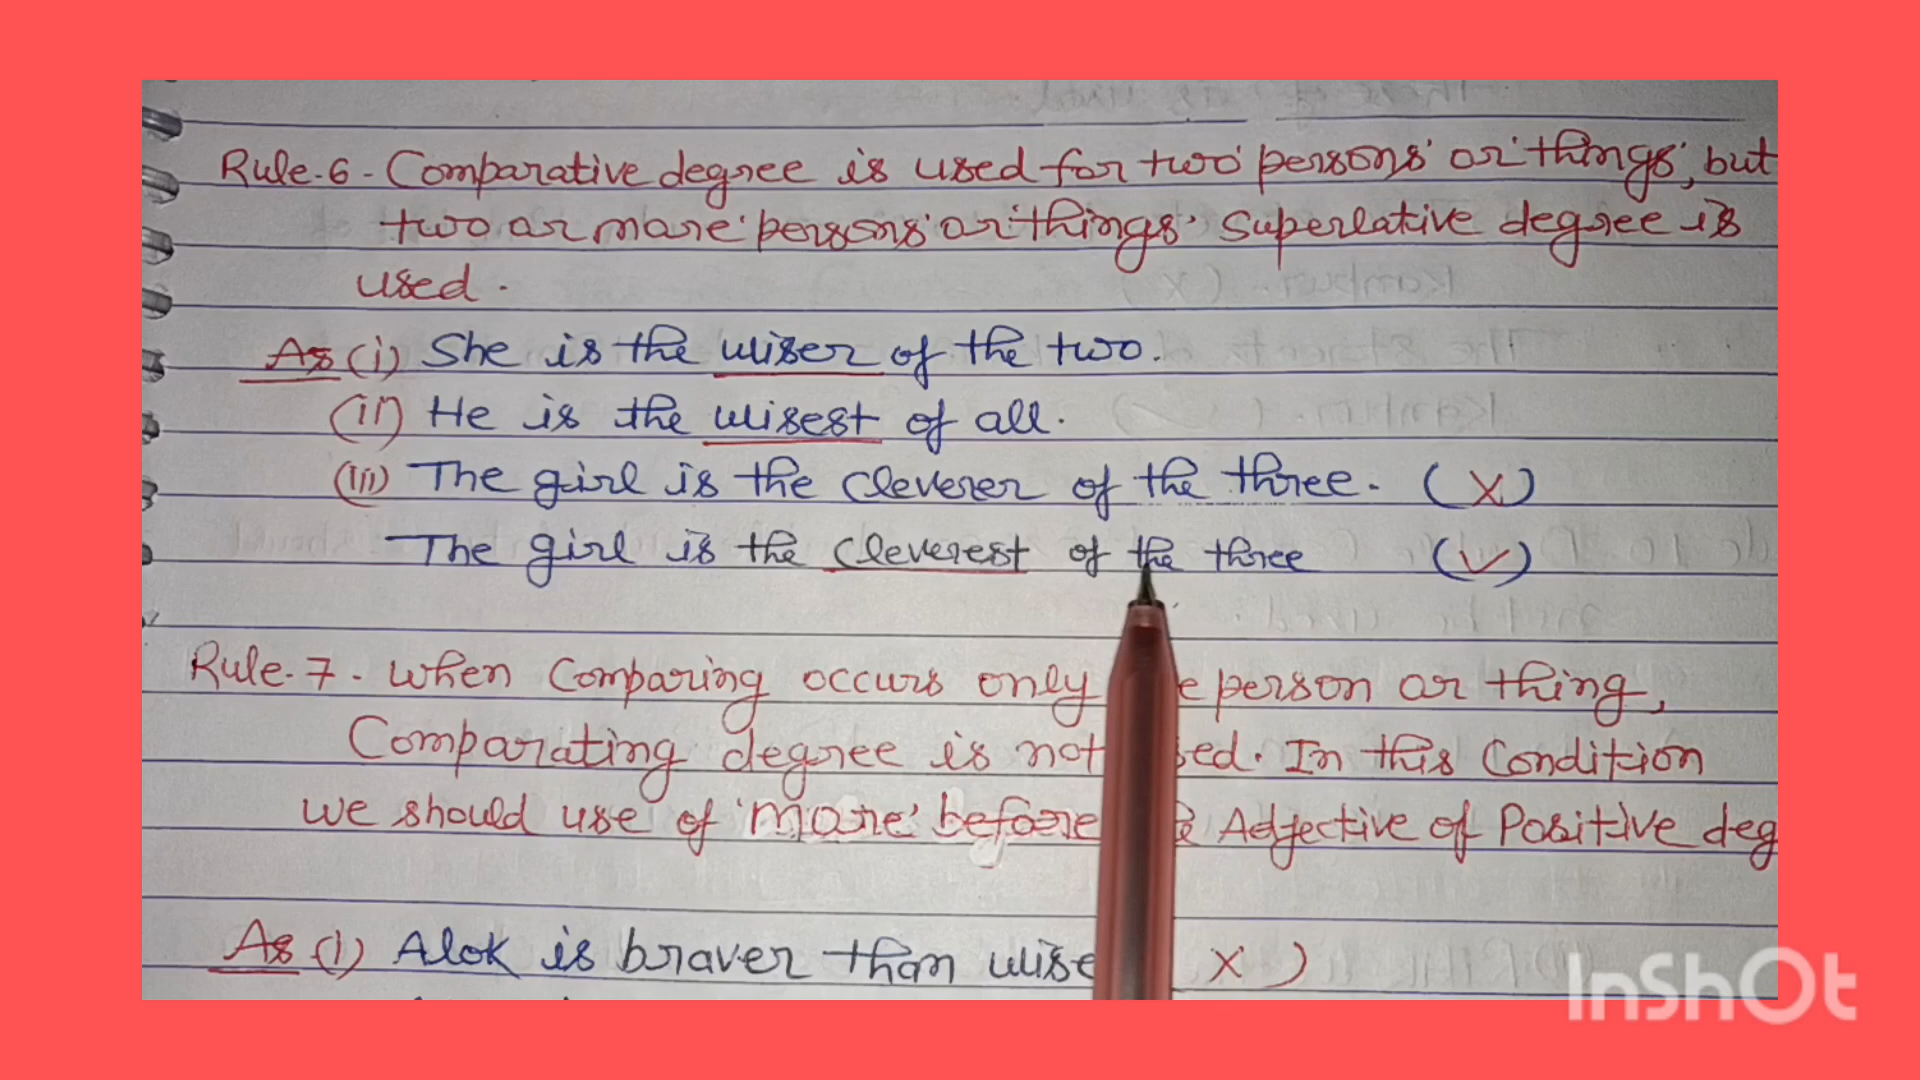 Rule-6 - Comparative degree is used for two 'persons' or 'things', but
two or more 'persons' or 'things' Superlative degree is
used.
As (i) She is the wiser of the two.
(ii) He is the wisest of all.
(iii) The girl is the cleverer of the three. (X)
The girl is the cleverest of the three (✓)
Rule-7 - When Comparing occurs only person or thing,
Comparating degree is not In this Condition
we should use of 'more' before Adjective of Positive deg
As (i) Alok is braver than wise X )
InShOt